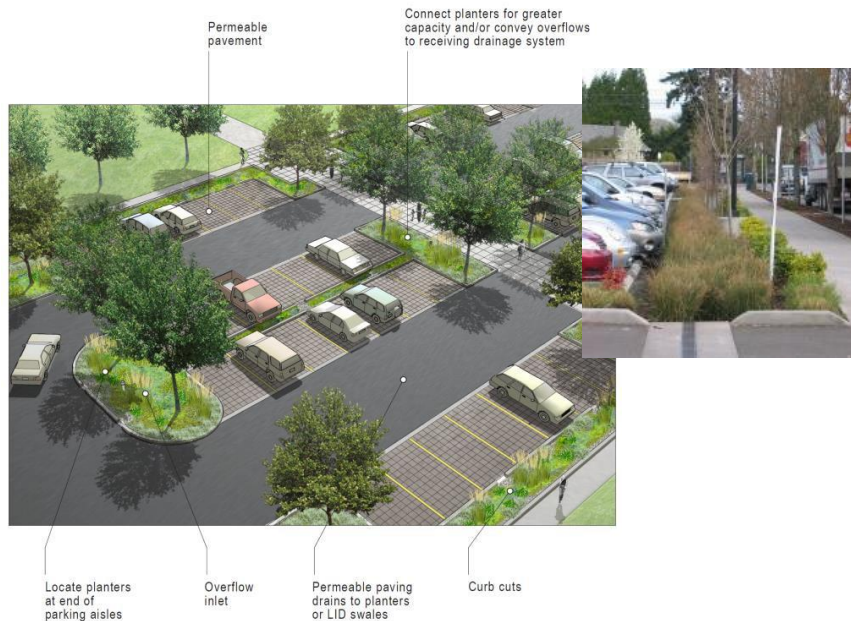 Permeable
pavement
Connect planters for greater
capacity and/or convey overflows
to receiving drainage system
Locate planters
at end of
parking aisles
Overflow
inlet
Permeable paving
drains to planters
or LID swales
Curb cuts